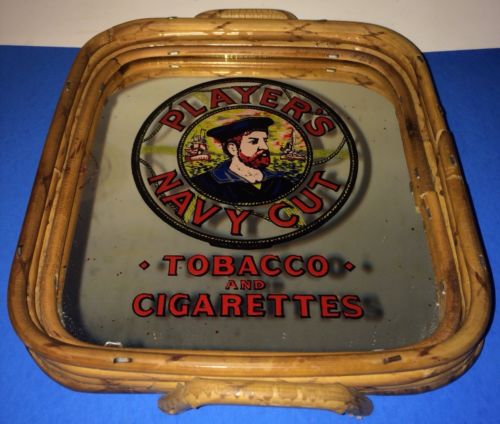 PLAYER'S
NAVY CUT
• TOBACCO •
AND
CIGARETTES